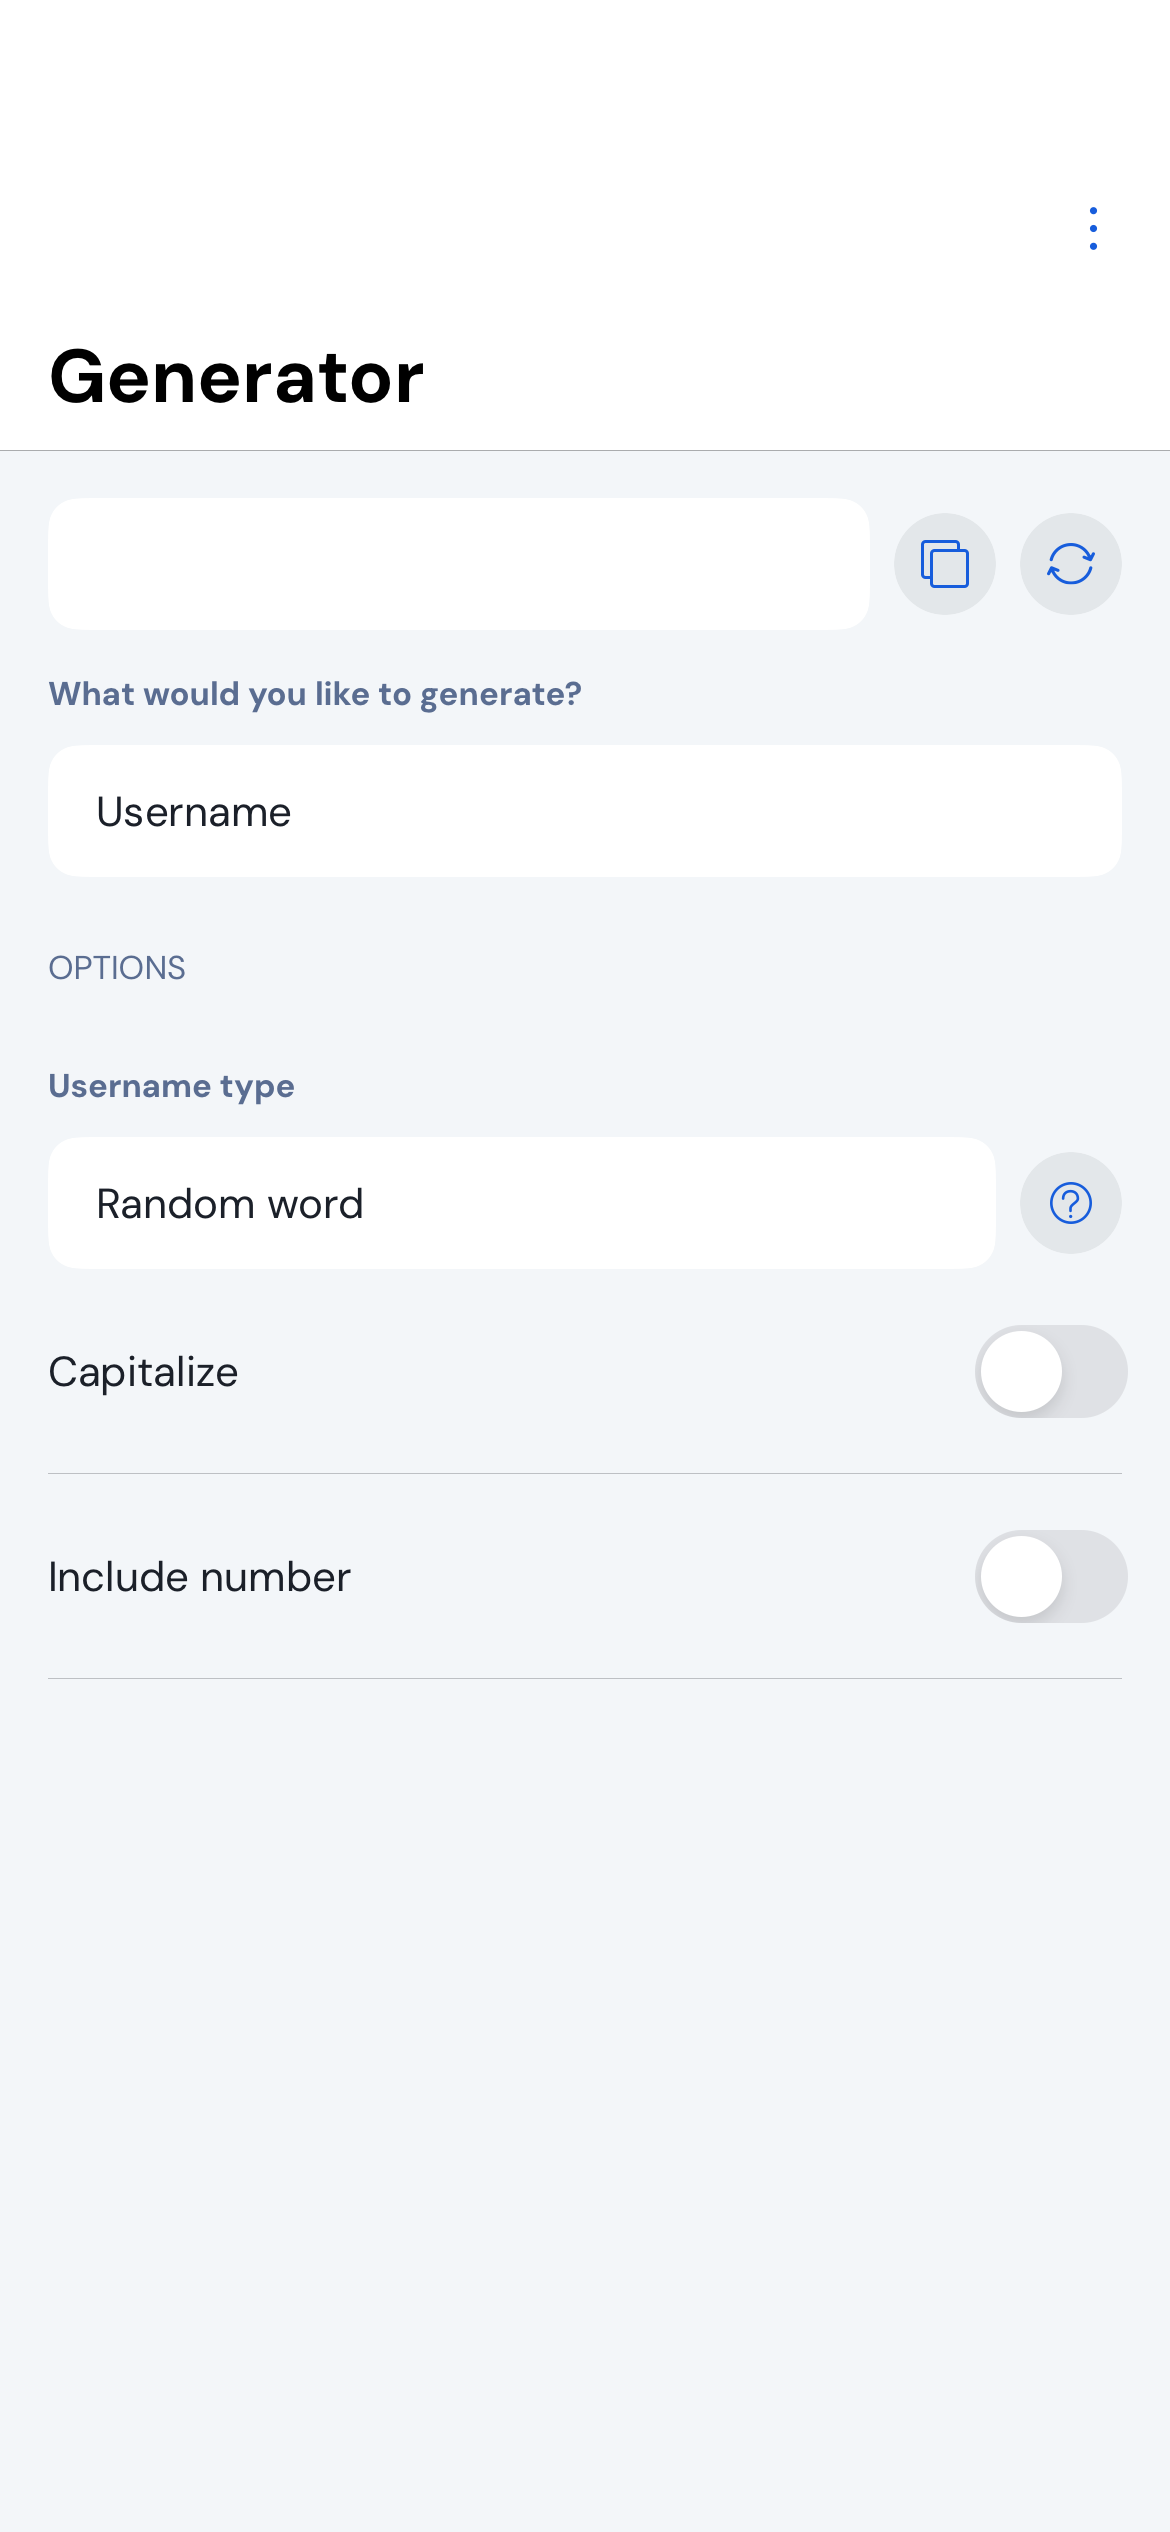 Generator
What would you like to generate?
Username
OPTIONS
Username type
Random word
Capitalize
Include number